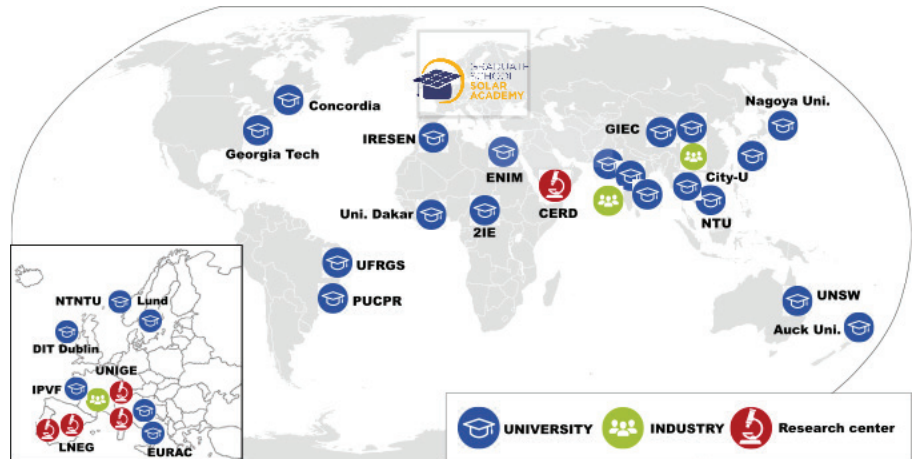 GRADUATE
SCHOOL
SOLAR
ACADEMY
Concordia
Georgia Tech
IRESEN
ENIM
GIEC
Nagoya Uni.
City-U
CERD
NTU
Uni. Dakar
2IE
UFRGS
PUCPR
UNSW
Auck Uni.
NTNTU
Lund
DIT Dublin
UNIGE
IPVF
LNEG
EURAC
UNIVERSITY
INDUSTRY
Research center